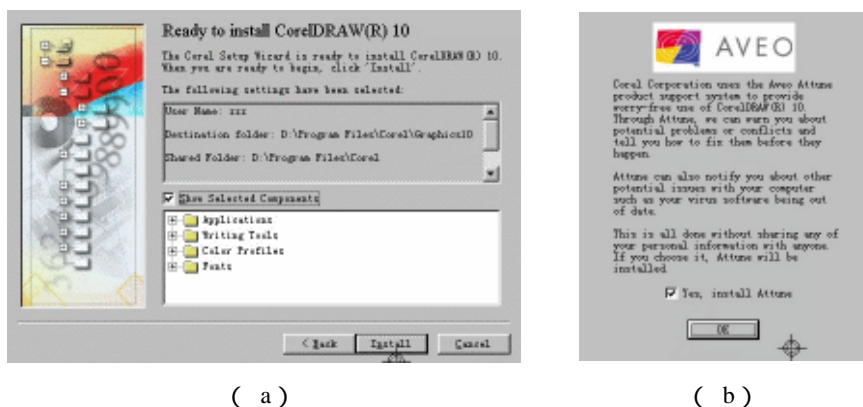 Ready to install CorelDRAW(R) 10
The Corel Setup Wizard is ready to install CorelDRAW(R) 10.
When you are ready to begin, click 'Install'.
The following settings have been selected:
User Name: zzz
Destination folder: D:\Program Files\Corel\Graphics10
Shared Folder: D:\Program Files\Corel
Show Selected Components
Applications
Writing Tools
Color Profiles
Fonts
< Back Install Cancel
( a )
AVEO
Corel Corporation uses the Aveo Attune
product support system to provide
worry-free use of CorelDRAW(R) 10.
Through Attune, we can warn you about
potential problems or conflicts and
tell you how to fix them before they
happen.
Attune can also notify you about other
potential issues with your computer
such as your virus software being out
of date.
This is all done without sharing any of
your personal information with anyone.
If you choose it, Attune will be
installed.
Yes, install Attune
OK
( b )